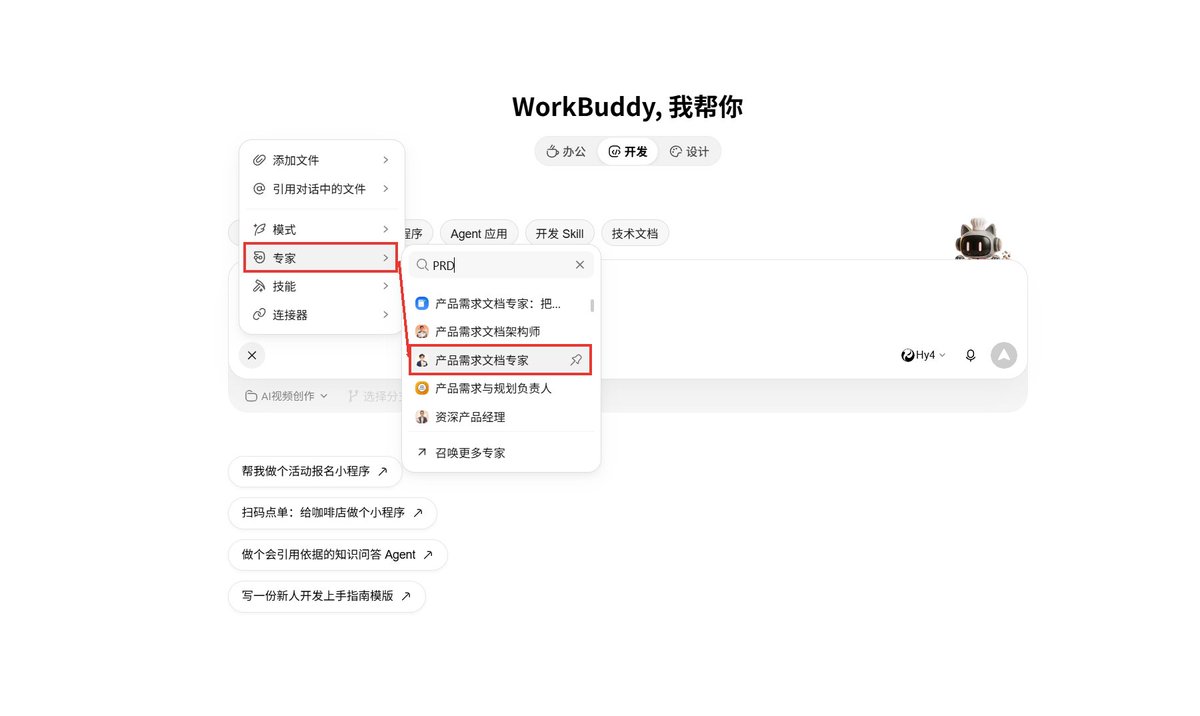 WorkBuddy, 我帮你
办公
开发
设计
添加文件
引用对话中的文件
模式
专家
技能
连接器
程序
Agent 应用
开发 Skill
技术文档
PRD
产品需求文档专家：把...
产品需求文档架构师
产品需求文档专家
产品需求与规划负责人
资深产品经理
召唤更多专家
Hy4
AI视频创作
选择分
帮我做个活动报名小程序
扫码点单：给咖啡店做个小程序
做个会引用依据的知识问答 Agent
写一份新人开发上手指南模版